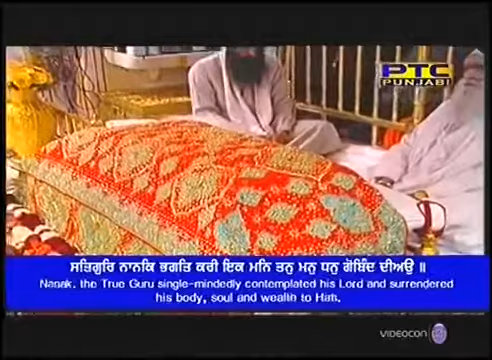 PTC
PUNJABI
ਸਤਿਗੁਰਿ ਨਾਨਕਿ ਭਗਤਿ ਕਰੀ ਇਕ ਮਨਿ ਤਨੁ ਮਨੁ ਧਨੁ ਗੋਬਿੰਦ ਦੀਅਉ ॥
Nanak, the True Guru single-mindedly contemplated his Lord and surrendered
his body, soul and wealth to Him.
VIDEOCON